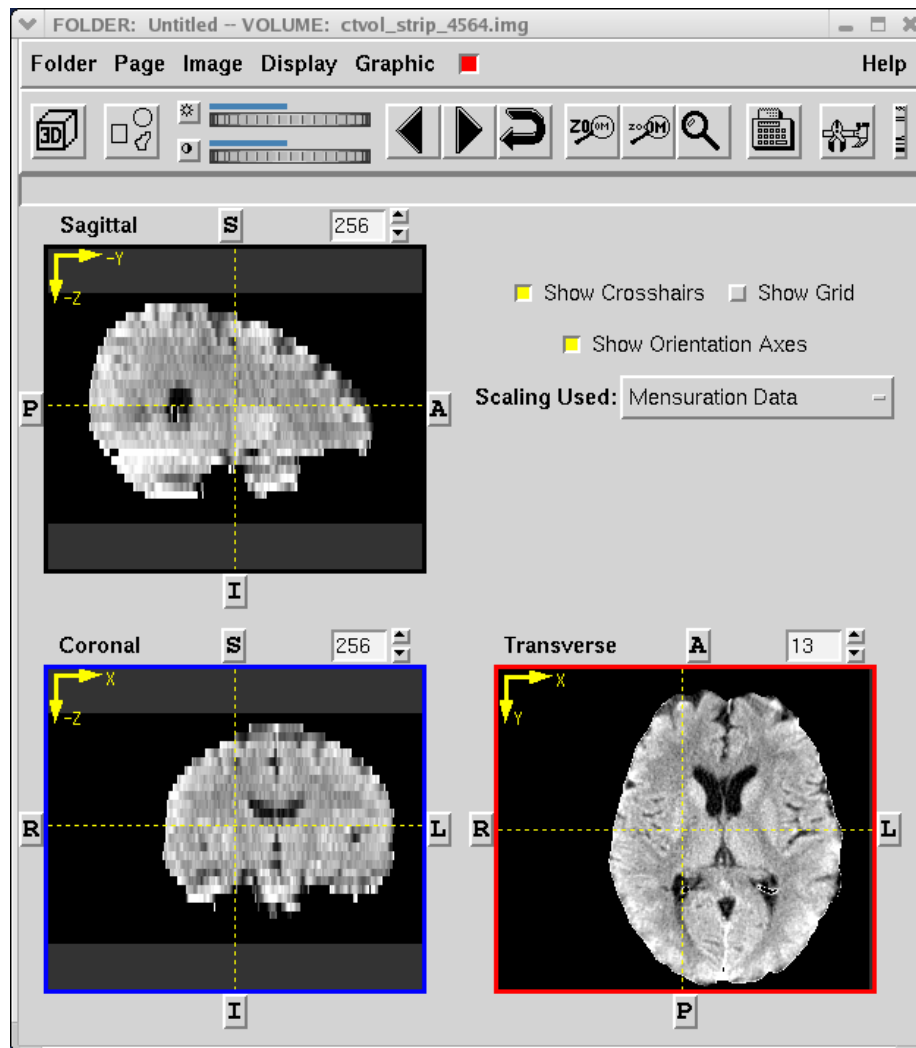 FOLDER: Untitled -- VOLUME: ctvol_strip_4564.img
Folder Page Image Display Graphic Help
3D ZOOM ZOOM
Sagittal S 256
-Y
-Z
Show Crosshairs Show Grid
Show Orientation Axes
P A Scaling Used: Mensuration Data
I
Coronal S 256 Transverse A 13
X X
-Z Y
R L R L
I P